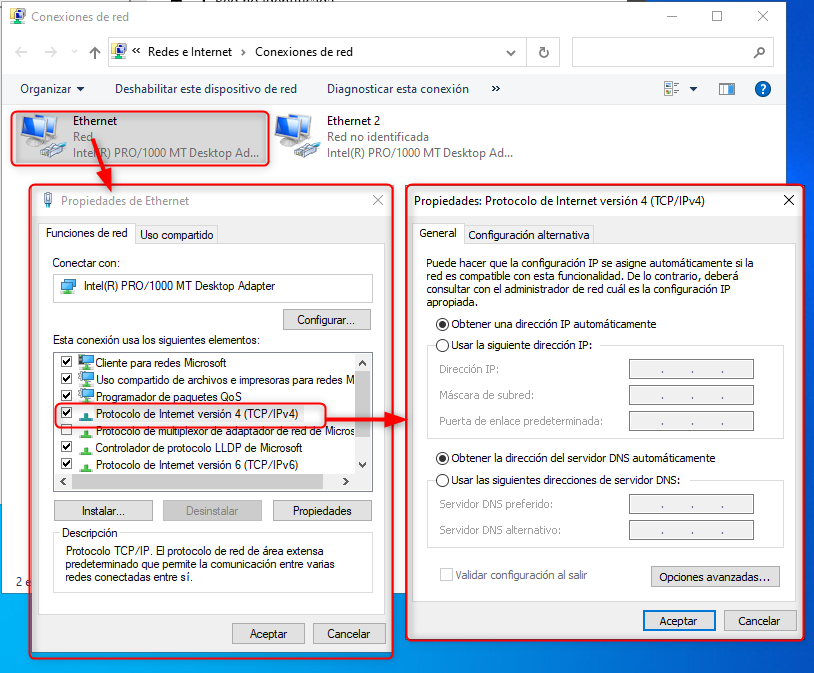 Conexiones de red
« Redes e Internet › Conexiones de red
Organizar Deshabilitar este dispositivo de red Diagnosticar esta conexión »
Ethernet
Red
Intel(R) PRO/1000 MT Desktop Ad...
Ethernet 2
Red no identificada
Intel(R) PRO/1000 MT Desktop Ad...
Propiedades de Ethernet
Funciones de red Uso compartido
Conectar con:
Intel(R) PRO/1000 MT Desktop Adapter
Configurar...
Esta conexión usa los siguientes elementos:
Cliente para redes Microsoft
Uso compartido de archivos e impresoras para redes M
Programador de paquetes QoS
Protocolo de Internet versión 4 (TCP/IPv4)
Protocolo de multiplexor de adaptador de red de Micros
Controlador de protocolo LLDP de Microsoft
Protocolo de Internet versión 6 (TCP/IPv6)
Instalar... Desinstalar Propiedades
Descripción
Protocolo TCP/IP. El protocolo de red de área extensa
predeterminado que permite la comunicación entre varias
redes conectadas entre sí.
Aceptar Cancelar
Propiedades: Protocolo de Internet versión 4 (TCP/IPv4)
General Configuración alternativa
Puede hacer que la configuración IP se asigne automáticamente si la
red es compatible con esta funcionalidad. De lo contrario, deberá
consultar con el administrador de red cuál es la configuración IP
apropiada.
Obtener una dirección IP automáticamente
Usar la siguiente dirección IP:
Dirección IP:
Máscara de subred:
Puerta de enlace predeterminada:
Obtener la dirección del servidor DNS automáticamente
Usar las siguientes direcciones de servidor DNS:
Servidor DNS preferido:
Servidor DNS alternativo:
Validar configuración al salir
Opciones avanzadas...
Aceptar Cancelar